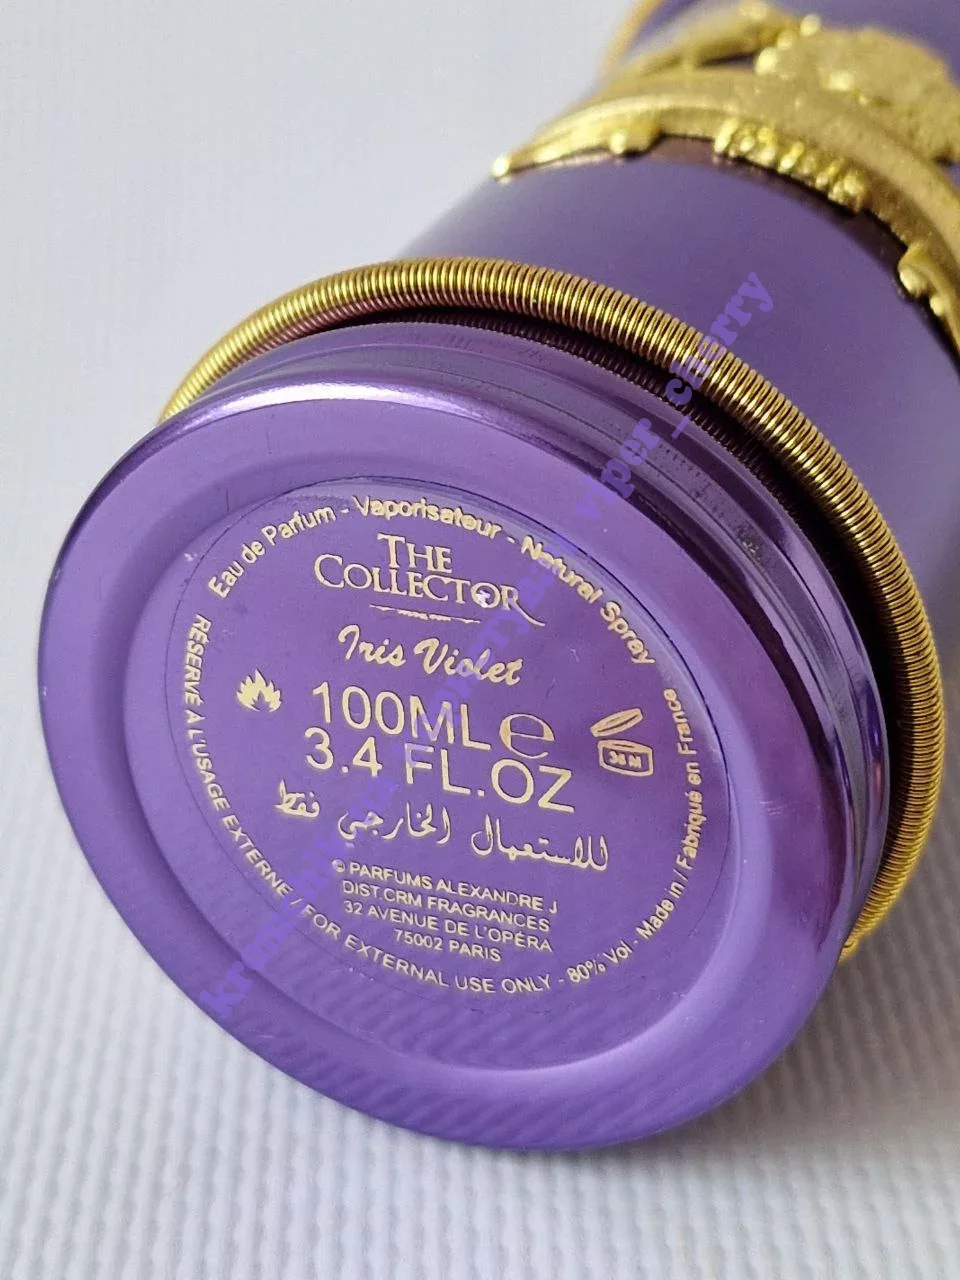 Eau de Parfum - Vaporisateur - Natural Spray
THE
COLLECTOR
Iris Violet
100ML e
3.4 FL.OZ
36 M
للاستعمال الخارجي فقط
© PARFUMS ALEXANDRE J
DIST.CRM FRAGRANCES
32 AVENUE DE L'OPÉRA
75002 PARIS
RÉSERVÉ À L'USAGE EXTERNE / FOR EXTERNAL USE ONLY - 80% Vol - Made in / Fabriqué en France
viper_cherry